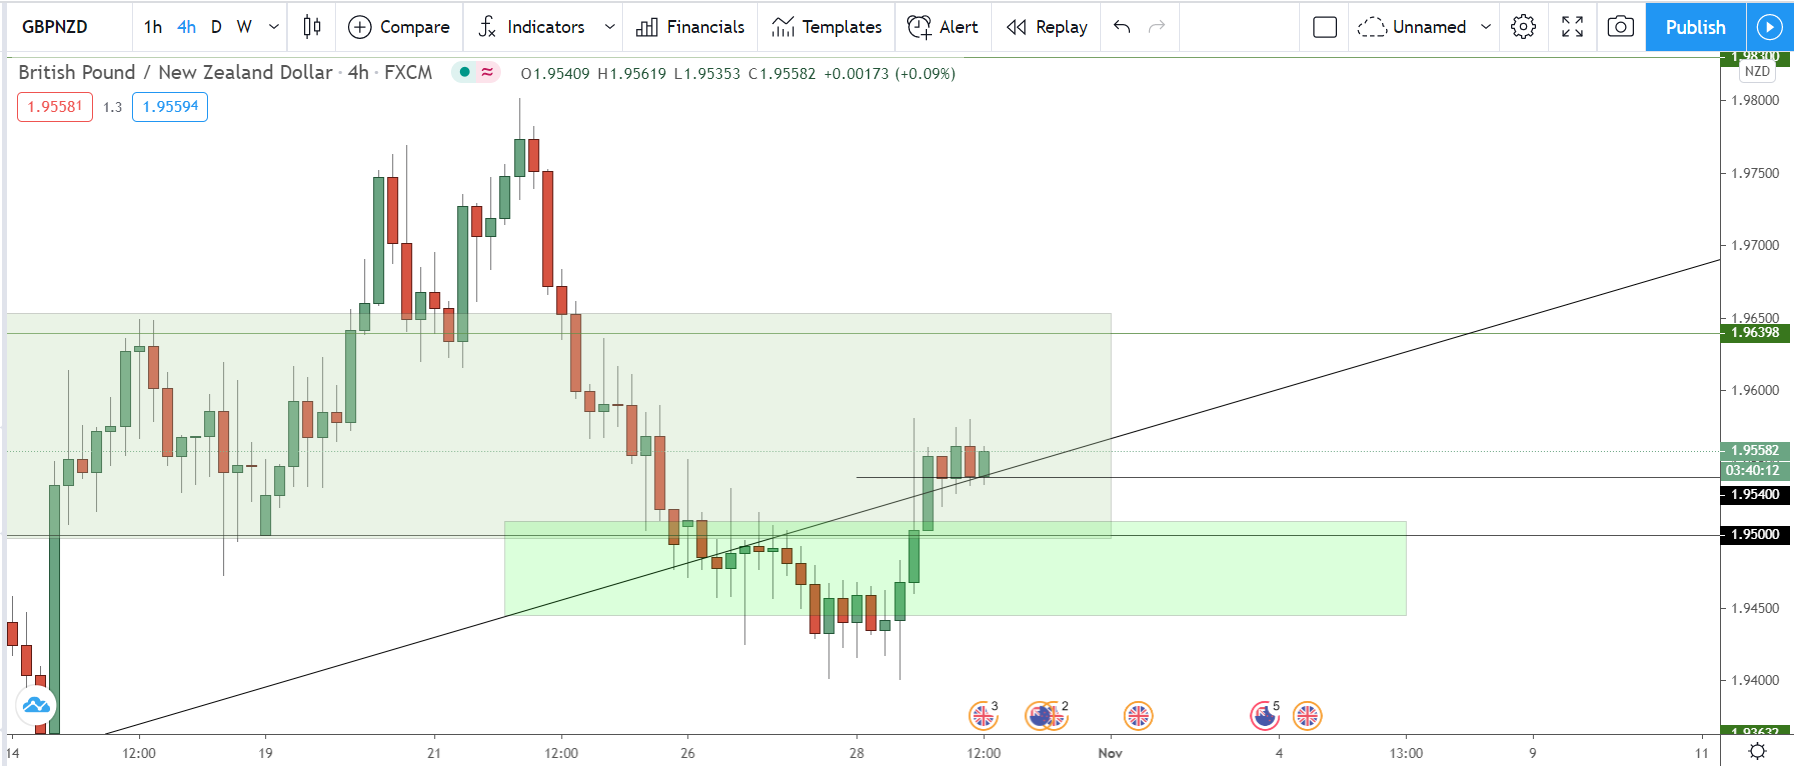 GBPNZD 1h 4h D W Compare Indicators Financials Templates Alert Replay Unnamed Publish
British Pound / New Zealand Dollar · 4h · FXCM O1.95409 H1.95619 L1.95353 C1.95582 +0.00173 (+0.09%)
1.95581 1.3 1.95594
1.98300
NZD
1.98000
1.97500
1.97000
1.96500
1.96398
1.96000
1.95582
03:40:12
1.95400
1.95000
1.94500
1.94000
1.93632
3 2 5
14 12:00 19 21 12:00 26 28 12:00 Nov 4 13:00 9 11